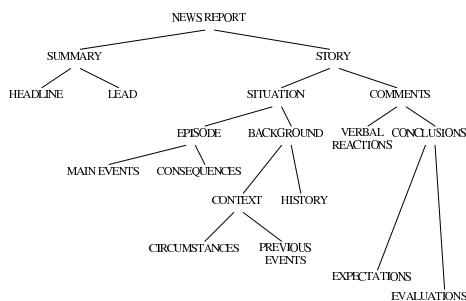 NEWS REPORT
SUMMARY
STORY
HEADLINE
LEAD
SITUATION
COMMENTS
EPISODE
BACKGROUND
VERBAL
REACTIONS
CONCLUSIONS
MAIN EVENTS
CONSEQUENCES
CONTEXT
HISTORY
CIRCUMSTANCES
PREVIOUS
EVENTS
EXPECTATIONS
EVALUATIONS